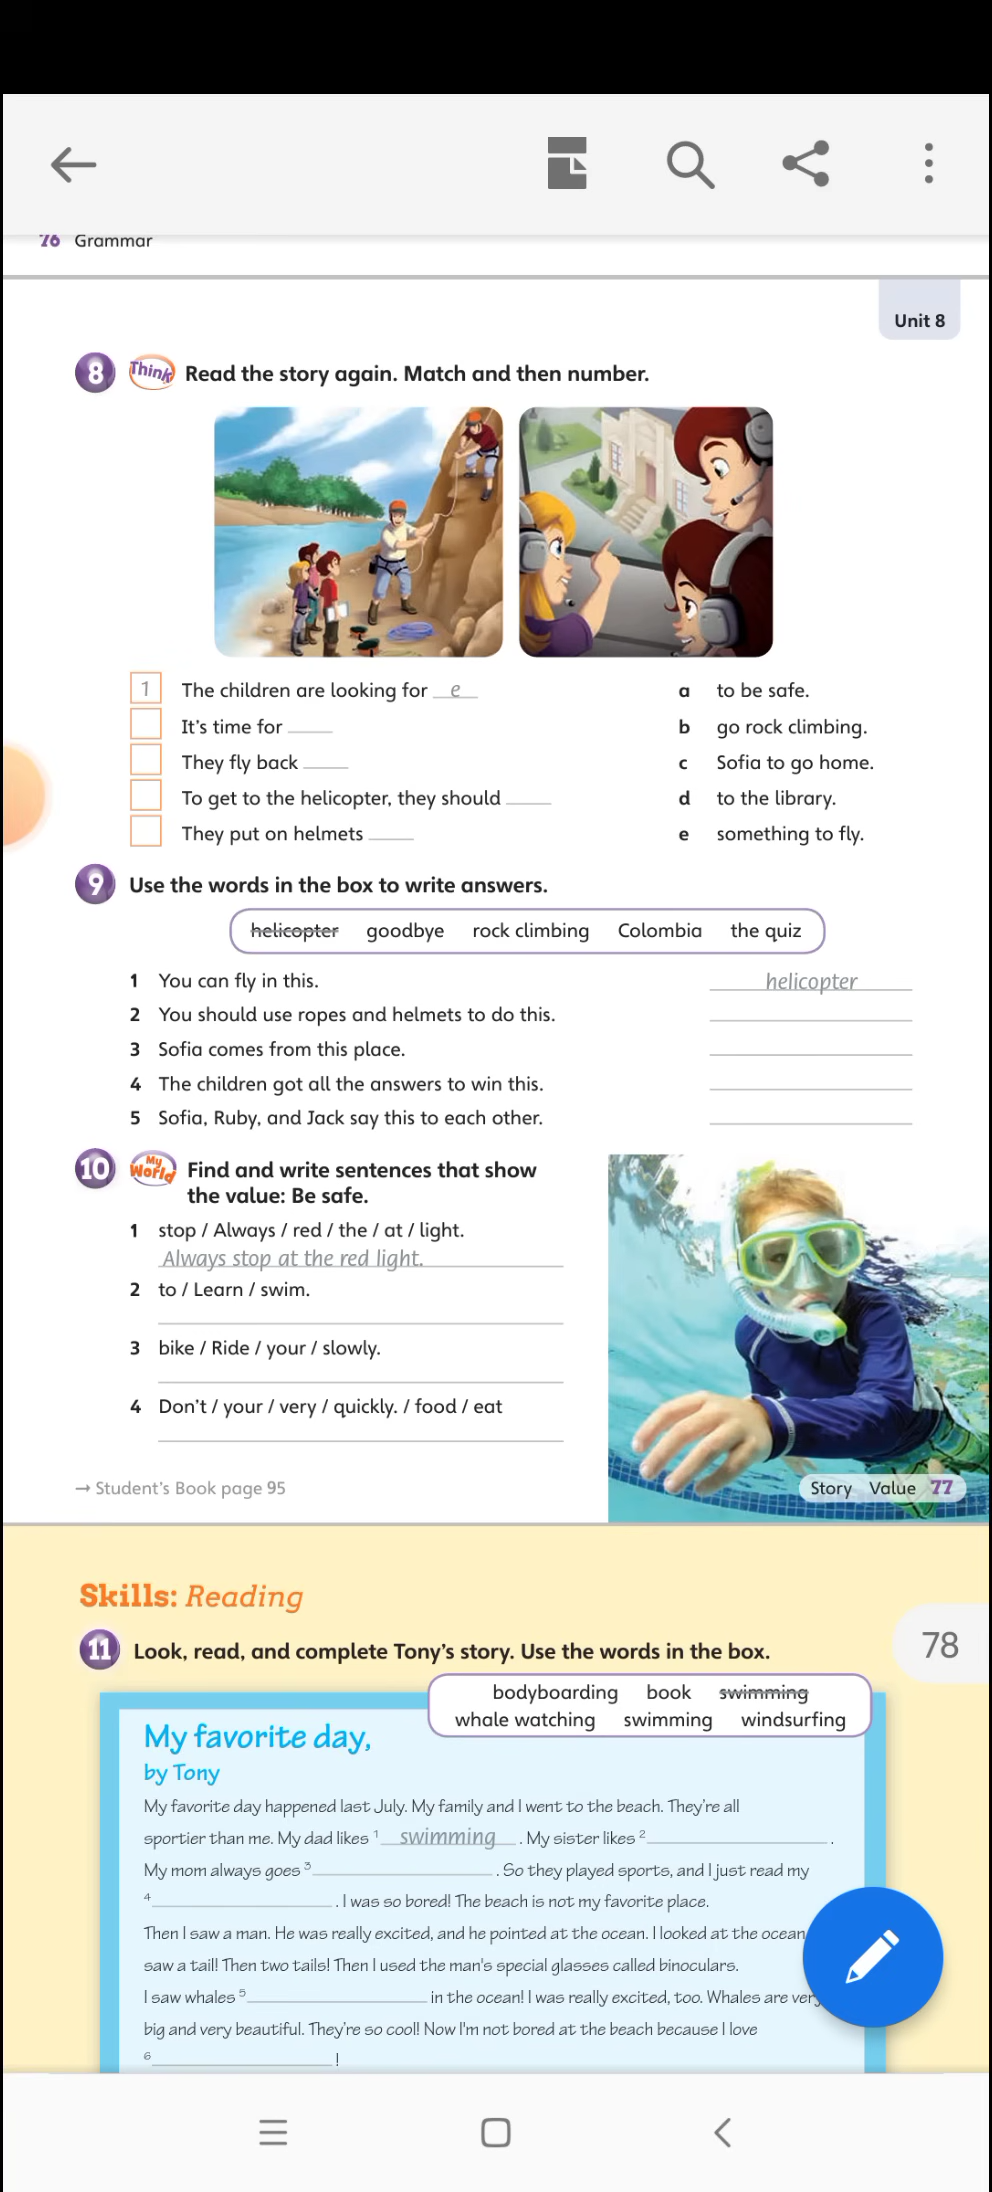 76 Grammar
Unit 8
8 Think Read the story again. Match and then number.
1 The children are looking for e a to be safe.
It's time for b go rock climbing.
They fly back c Sofia to go home.
To get to the helicopter, they should d to the library.
They put on helmets e something to fly.
9 Use the words in the box to write answers.
helicopter goodbye rock climbing Colombia the quiz
1 You can fly in this. helicopter
2 You should use ropes and helmets to do this.
3 Sofia comes from this place.
4 The children got all the answers to win this.
5 Sofia, Ruby, and Jack say this to each other.
10 My World Find and write sentences that show
the value: Be safe.
1 stop / Always / red / the / at / light.
Always stop at the red light.
2 to / Learn / swim.
3 bike / Ride / your / slowly.
4 Don't / your / very / quickly. / food / eat
→ Student's Book page 95
Story Value 77
Skills: Reading
11 Look, read, and complete Tony's story. Use the words in the box.
78
bodyboarding book swimming
whale watching swimming windsurfing
My favorite day,
by Tony
My favorite day happened last July. My family and I went to the beach. They're all
sportier than me. My dad likes 1 swimming . My sister likes 2 .
My mom always goes 3 . So they played sports, and I just read my
4 . I was so bored! The beach is not my favorite place.
Then I saw a man. He was really excited, and he pointed at the ocean. I looked at the ocean
saw a tail! Then two tails! Then I used the man's special glasses called binoculars.
I saw whales 5 in the ocean! I was really excited, too. Whales are very
big and very beautiful. They're so cool! Now I'm not bored at the beach because I love
6 !